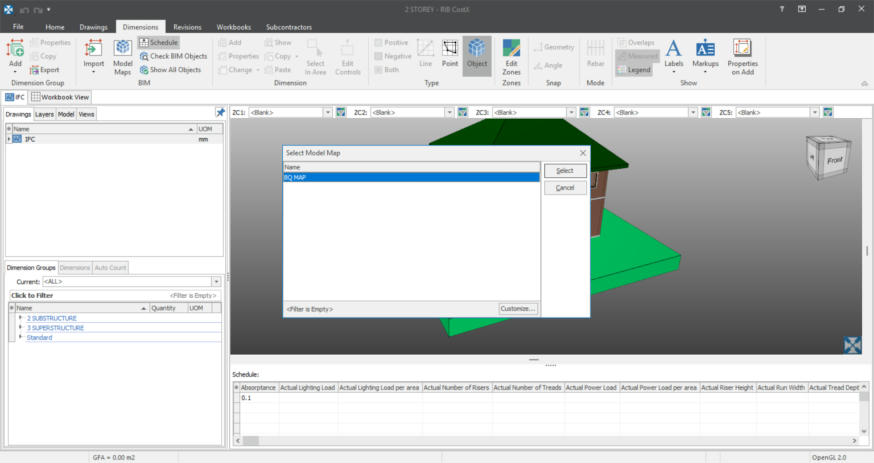 2 STOREY - RIB CostX
File Home Drawings Dimensions Revisions Workbooks Subcontractors
Add
Properties
Copy
Export
Dimension Group
Import
Model Maps
Schedule
Check BIM Objects
Show All Objects
BIM
Add
Properties
Change
Show
Copy
Paste
Select in Area
Edit Controls
Dimension
Positive
Negative
Both
Line
Point
Object
Type
Edit Zones
Zones
Geometry
Angle
Snap
Rebar
Mode
Overlaps
Measured
Legend
Labels
Markups
Properties on Add
Show
IFC Workbook View
Drawings Layers Model Views
Name UOM
IFC mm
ZC1: <Blank> ZC2: <Blank> ZC3: <Blank> ZC4: <Blank> ZC5: <Blank>
Front
Select Model Map
Name
BQ MAP
Select
Cancel
<Filter is Empty> Customize...
Dimension Groups Dimensions Auto Count
Current: <ALL>
Click to Filter <Filter is Empty>
Name Quantity UOM
2 SUBSTRUCTURE
3 SUPERSTRUCTURE
Standard
Schedule:
Absorptance Actual Lighting Load Actual Lighting Load per area Actual Number of Risers Actual Number of Treads Actual Power Load Actual Power Load per area Actual Riser Height Actual Run Width Actual Tread Dept
0.1
GFA = 0.00 m2
OpenGL 2.0